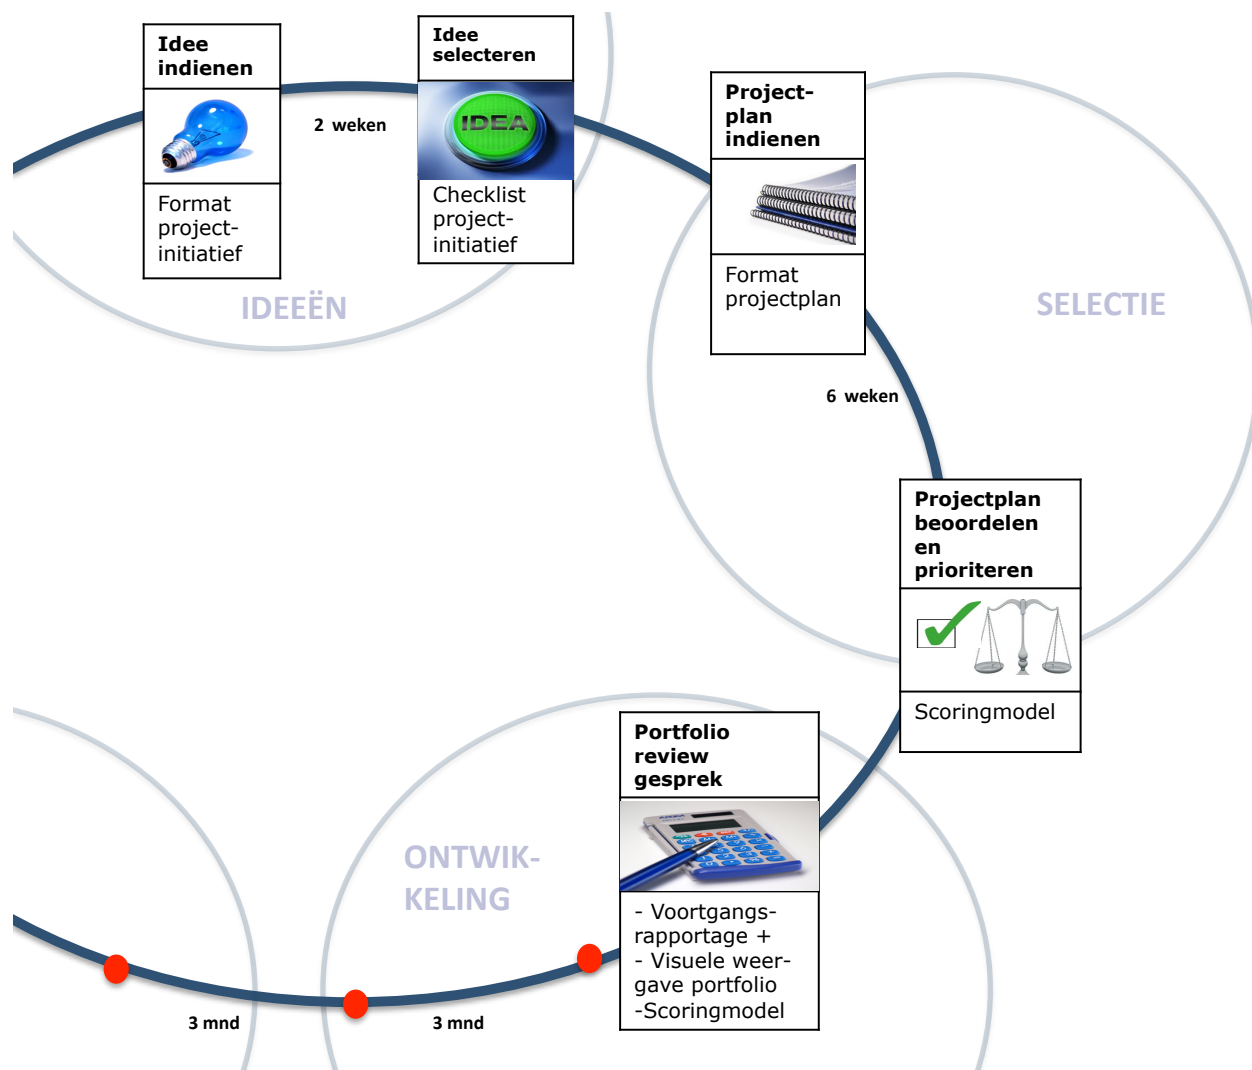 Idee
indienen
Format
project-
initiatief
2 weken
Idee
selecteren
IDEA
Checklist
project-
initiatief
IDEEËN
Project-
plan
indienen
Format
projectplan
SELECTIE
6 weken
Projectplan
beoordelen
en
prioriteren
Scoringmodel
Portfolio
review
gesprek
- Voortgangs-
rapportage +
- Visuele weer-
gave portfolio
-Scoringmodel
ONTWIK-
KELING
3 mnd
3 mnd